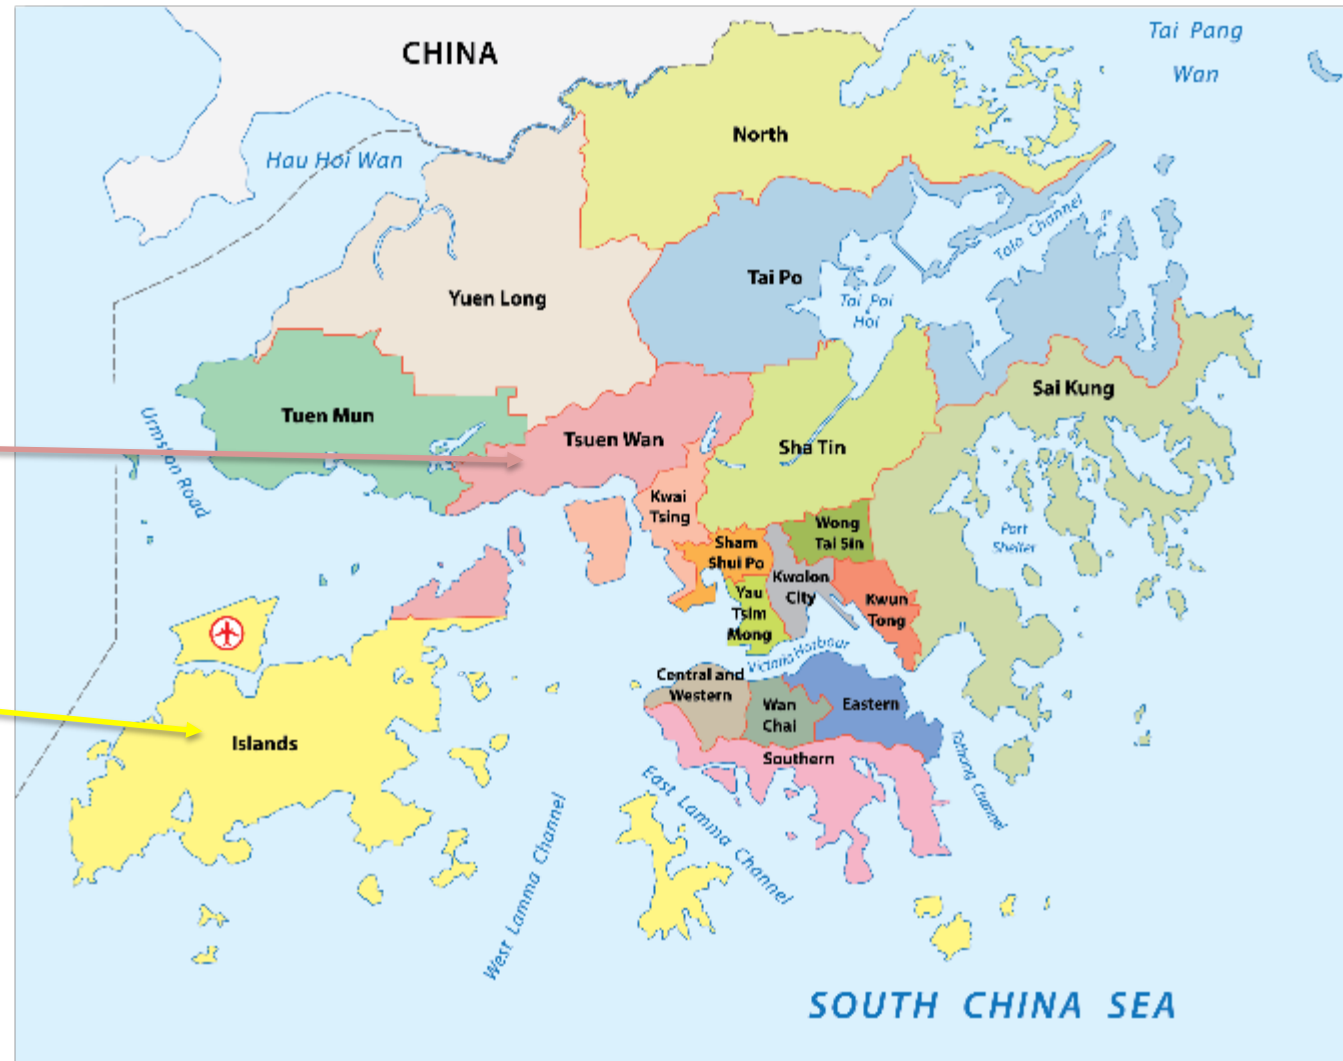 CHINA
Tai Pang
Wan
Hau Hoi Wan
North
Tolo Channel
Yuen Long
Tai Po
Tai Poi
Hoi
Sai Kung
Tuen Mun
Urmston Road
Tsuen Wan
Sha Tin
Kwai
Tsing
Wong
Tai Sin
Port
Shelter
Sham
Shui Po
Kwolon
City
Yau
Tsim
Mong
Kwun
Tong
Victoria Harbour
Central and
Western
Wan
Chai
Eastern
Islands
Southern
Tathong Channel
East Lamma Channel
West Lamma Channel
SOUTH CHINA SEA